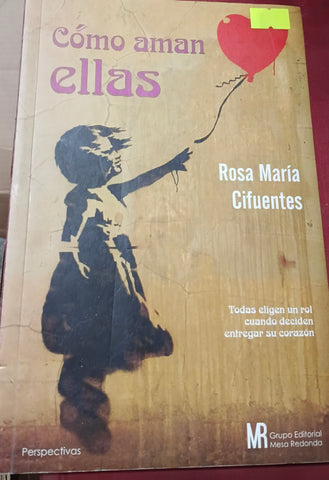 Cómo aman
ellas
Rosa María
Cifuentes
Todas eligen un rol
cuando deciden
entregar su corazón
Perspectivas
MR Grupo Editorial
Mesa Redonda